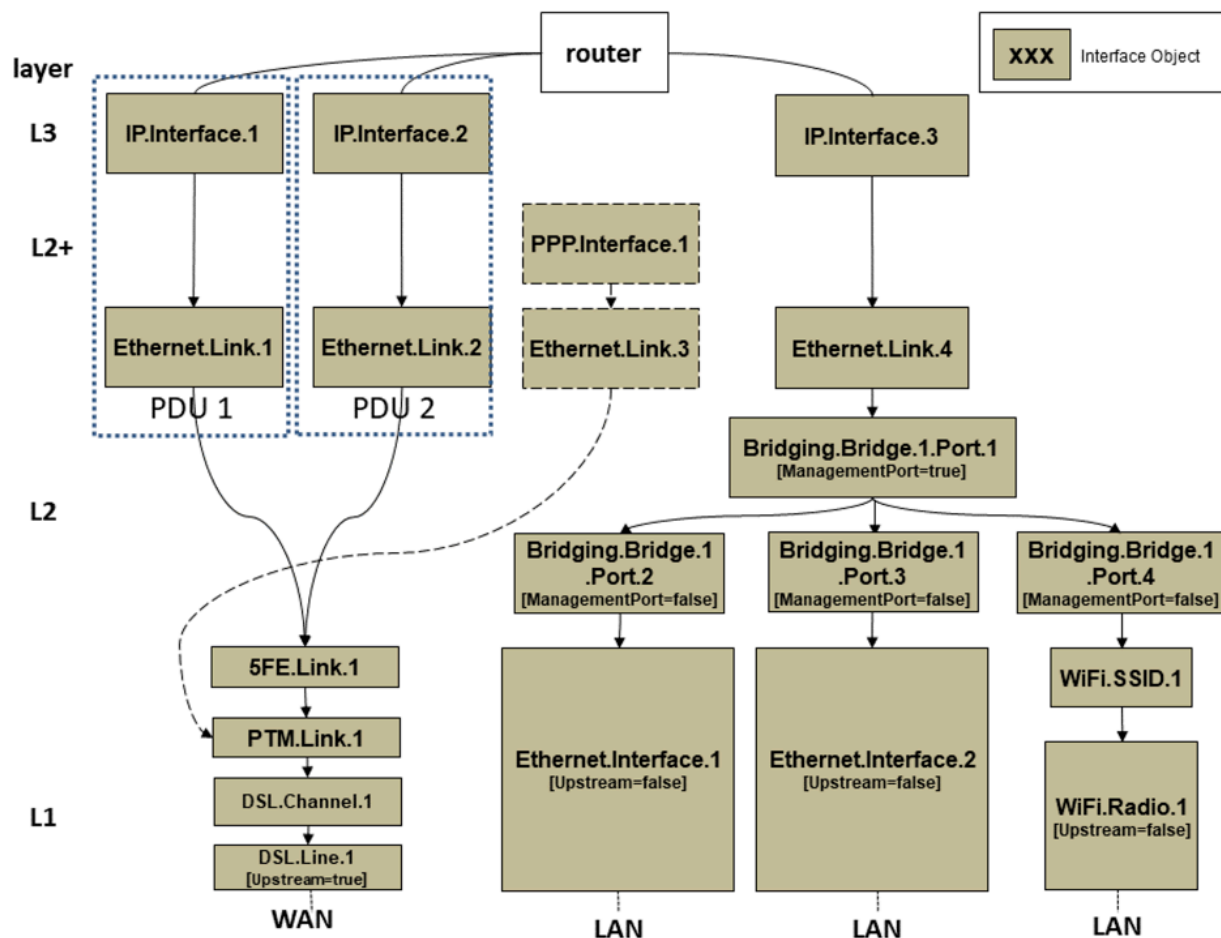 router
XXX
Interface Object
layer
L3
IP.Interface.1
IP.Interface.2
IP.Interface.3
L2+
PPP.Interface.1
Ethernet.Link.1
Ethernet.Link.2
Ethernet.Link.3
Ethernet.Link.4
PDU 1
PDU 2
Bridging.Bridge.1.Port.1
[ManagementPort=true]
L2
Bridging.Bridge.1
.Port.2
[ManagementPort=false]
Bridging.Bridge.1
.Port.3
[ManagementPort=false]
Bridging.Bridge.1
.Port.4
[ManagementPort=false]
5FE.Link.1
WiFi.SSID.1
PTM.Link.1
Ethernet.Interface.1
[Upstream=false]
Ethernet.Interface.2
[Upstream=false]
L1
DSL.Channel.1
WiFi.Radio.1
[Upstream=false]
DSL.Line.1
[Upstream=true]
WAN
LAN
LAN
LAN